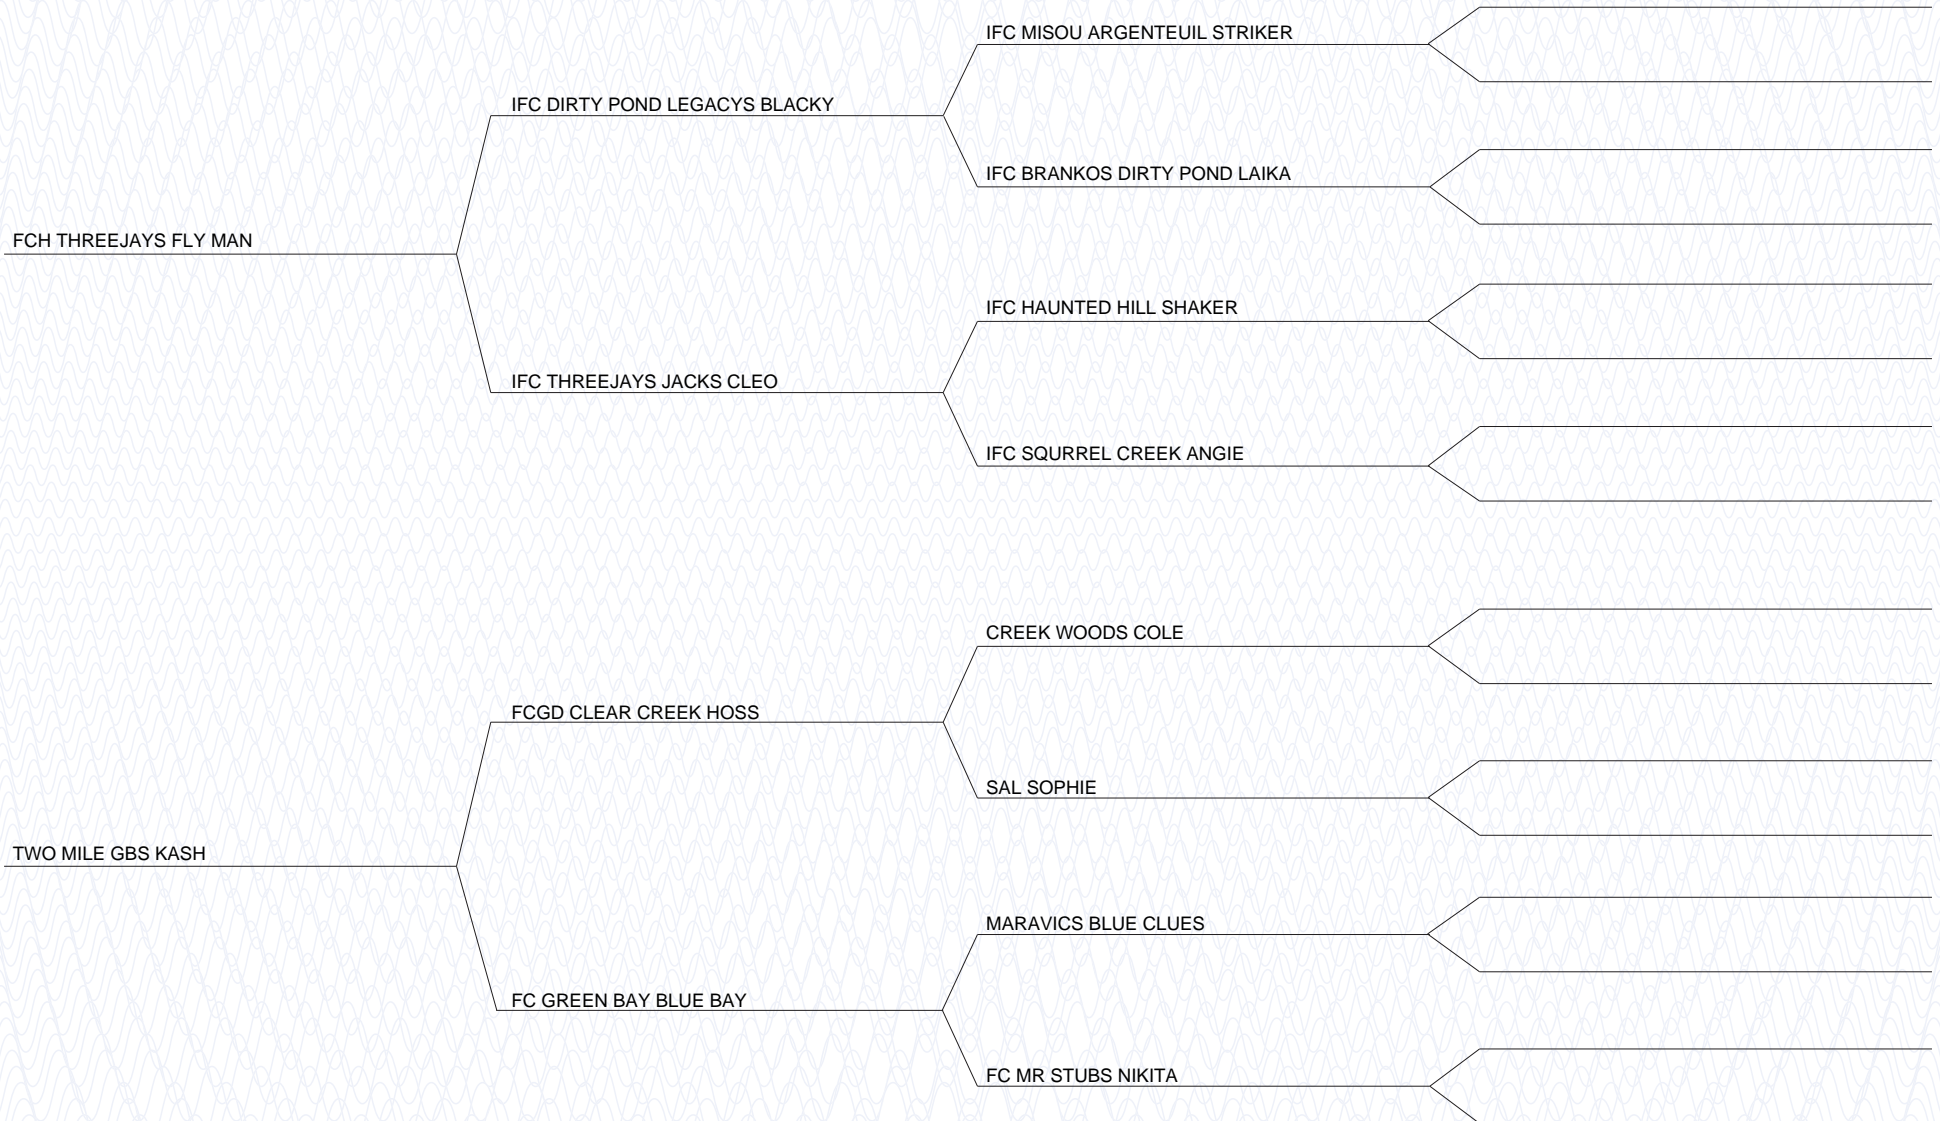 IFC MISOU ARGENTEUIL STRIKER
IFC DIRTY POND LEGACYS BLACKY
IFC BRANKOS DIRTY POND LAIKA
FCH THREEJAYS FLY MAN
IFC HAUNTED HILL SHAKER
IFC THREEJAYS JACKS CLEO
IFC SQURREL CREEK ANGIE
CREEK WOODS COLE
FCGD CLEAR CREEK HOSS
SAL SOPHIE
TWO MILE GBS KASH
MARAVICS BLUE CLUES
FC GREEN BAY BLUE BAY
FC MR STUBS NIKITA